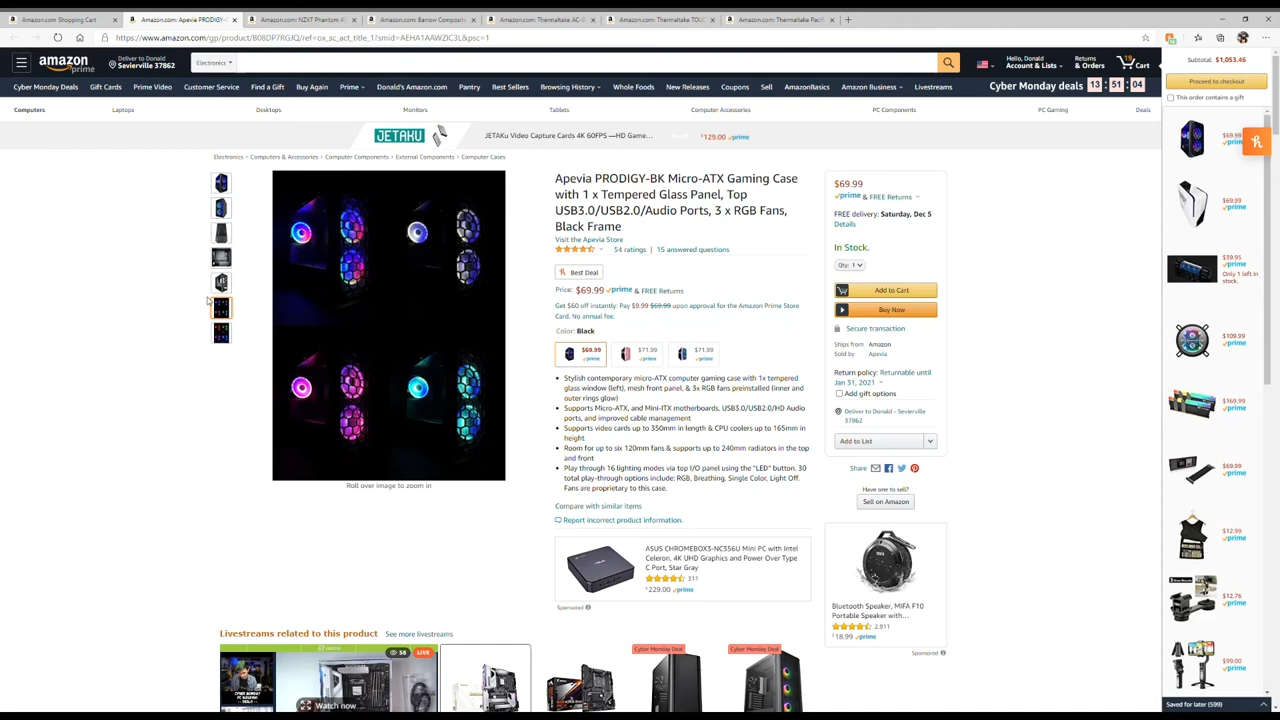 Amazon.com Shopping Cart
Amazon.com: Apevia PRODIGY-
Amazon.com: NZXT Phantom
Amazon.com: Barrow Composite
Amazon.com: Thermaltake AC-0
Amazon.com: Thermaltake TOU
Amazon.com: Thermaltake Pacif
https://www.amazon.com/gp/product/B08DP7RGJQ/ref=ox_sc_act_title_1?smid=AEHA1AAWZIC3L&psc=1
amazon prime
Deliver to Donald
Sevierville 37862
Electronics
Hello, Donald
Account & Lists
Returns
& Orders
Cart
Cyber Monday Deals Gift Cards Prime Video Customer Service Find a Gift Buy Again Prime Donald's Amazon.com Pantry Best Sellers Browsing History Whole Foods New Releases Coupons Sell AmazonBasics Amazon Business Livestreams
Cyber Monday deals 13 : 51 : 04
Computers Laptops Desktops Monitors Tablets Computer Accessories PC Components PC Gaming Deals
JETAKU JETAKu Video Capture Cards 4K 60FPS —HD Game... $129.00 prime
Electronics › Computers & Accessories › Computer Components › External Components › Computer Cases
Roll over image to zoom in
Apevia PRODIGY-BK Micro-ATX Gaming Case
with 1 x Tempered Glass Panel, Top
USB3.0/USB2.0/Audio Ports, 3 x RGB Fans,
Black Frame
Visit the Apevia Store
54 ratings | 15 answered questions
Best Deal
Price: $69.99 prime & FREE Returns
Get $60 off instantly: Pay $9.99 $69.99 upon approval for the Amazon Prime Store
Card. No annual fee.
Color: Black
$69.99
prime
$71.99
prime
$71.99
prime
• Stylish contemporary micro-ATX computer gaming case with 1x tempered
glass window (left), mesh front panel, & 3x RGB fans preinstalled (inner and
outer rings glow)
• Supports Micro-ATX, and Mini-ITX motherboards, USB3.0/USB2.0/HD Audio
ports, and improved cable management
• Supports video cards up to 350mm in length & CPU coolers up to 165mm in
height
• Room for up to six 120mm fans & supports up to 240mm radiators in the top
and front
• Play through 16 lighting modes via top I/O panel using the "LED" button. 30
total play-through options include: RGB, Breathing, Single Color, Light Off.
Fans are proprietary to this case.
Compare with similar items
Report incorrect product information.
ASUS CHROMEBOX3-NC356U Mini PC with Intel
Celeron, 4K UHD Graphics and Power Over Type
C Port, Star Gray
311
$229.00 prime
Sponsored
$69.99
prime & FREE Returns
FREE delivery: Saturday, Dec 5
Details
In Stock.
Qty: 1
Add to Cart
Buy Now
Secure transaction
Ships from Amazon
Sold by Apevia
Return policy: Returnable until
Jan 31, 2021
Add gift options
Deliver to Donald - Sevierville
37862
Add to List
Share
Have one to sell?
Sell on Amazon
Bluetooth Speaker, MIFA F10
Portable Speaker with...
2,911
$18.99 prime
Sponsored
Livestreams related to this product See more livestreams
58 LIVE
Watch now
Cyber Monday Deal
Cyber Monday Deal
Subtotal: $1,053.46
Proceed to checkout
This order contains a gift
$69.99
prime
$69.99
prime
$39.95
prime
Only 1 left in
stock.
$109.99
prime
$169.99
prime
$69.99
prime
$12.99
prime
$12.76
prime
$99.00
prime
Saved for later (599)